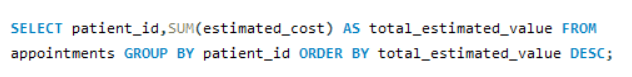 SELECT patient_id,SUM(estimated_cost) AS total_estimated_value FROM
appointments GROUP BY patient_id ORDER BY total_estimated_value DESC;